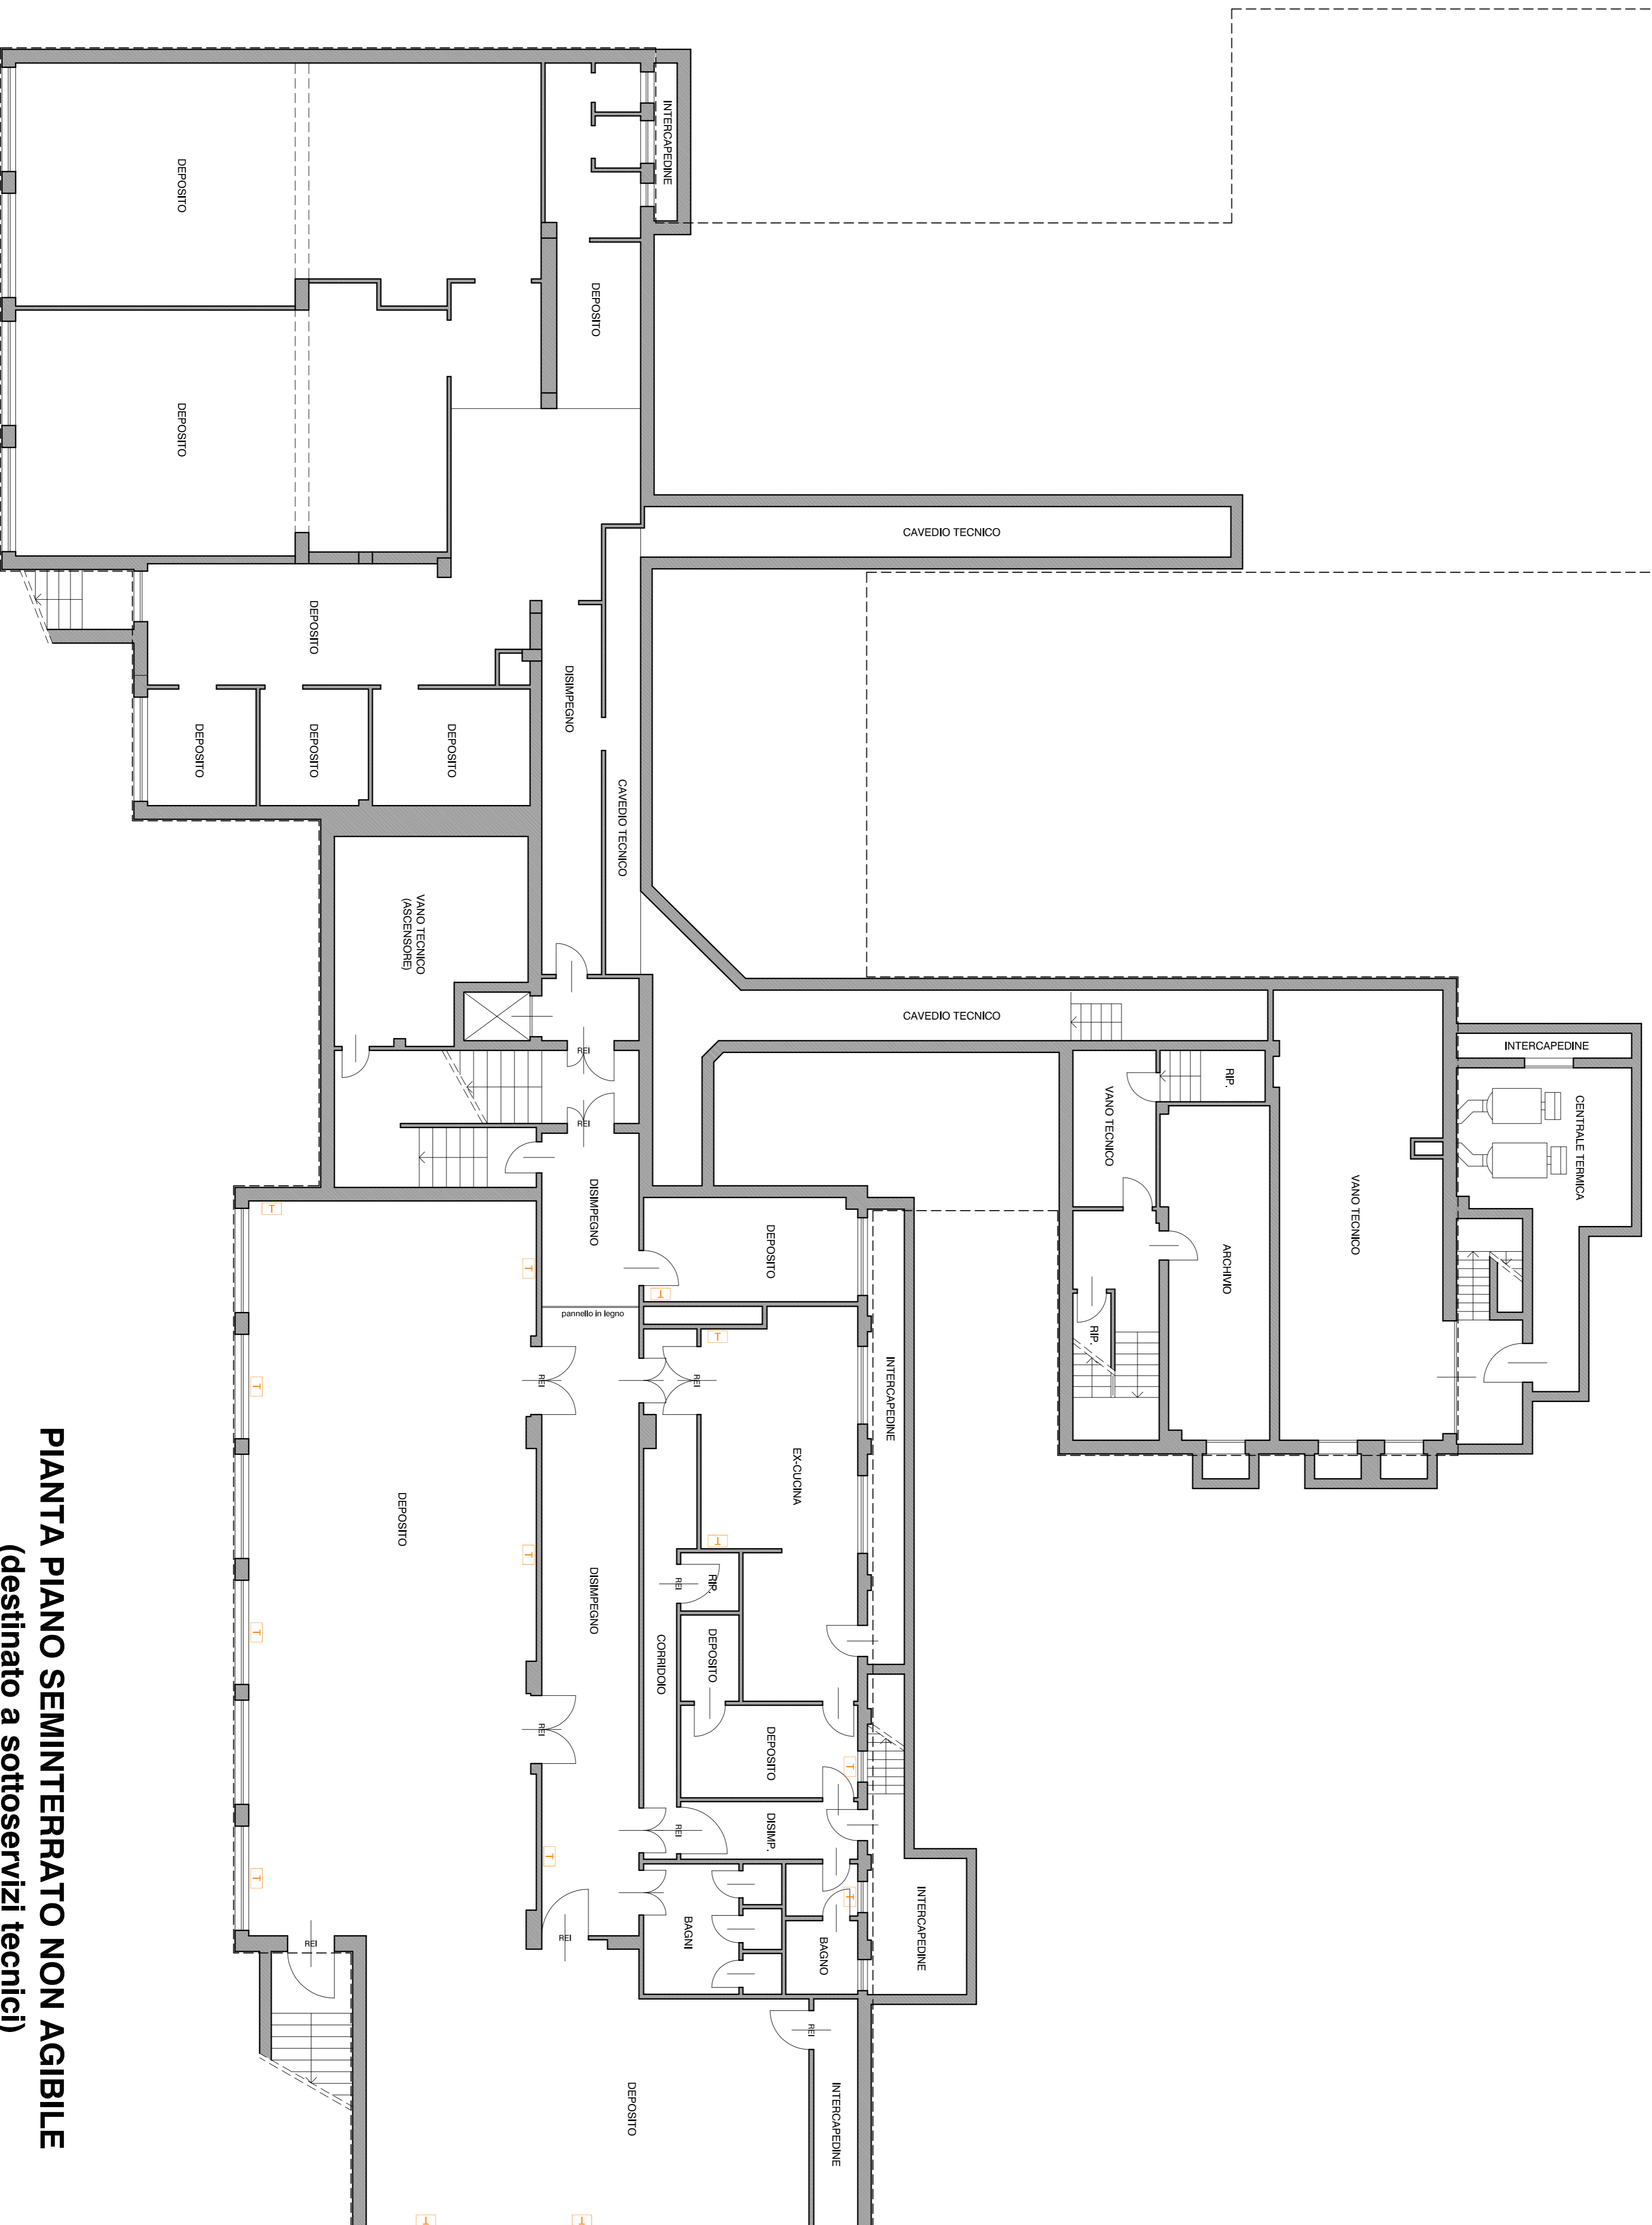 INTERCAPEDINE
DEPOSITO
DEPOSITO
DEPOSITO
CAVEDIO TECNICO
DEPOSITO
DISIMPEGNO
DEPOSITO
DEPOSITO
DEPOSITO
CAVEDIO TECNICO
VANO TECNICO
(ASCENSORE)
CAVEDIO TECNICO
INTERCAPEDINE
REI
RIP.
VANO TECNICO
CENTRALE TERMICA
REI
VANO TECNICO
DISIMPEGNO
DEPOSITO
ARCHIVIO
T
T
T
pannello in legno
T
RIP.
REI
REI
T
INTERCAPEDINE
EX-CUCINA
DEPOSITO
T
T
DISIMPEGNO
REI
RIP.
T
CORRIDOIO
DEPOSITO
REI
DEPOSITO
T
REI
DISIMP.
T
T
T
BAGNI
BAGNO
INTERCAPEDINE
REI
REI
REI
DEPOSITO
INTERCAPEDINE
T
T
PIANTA PIANO SEMINTERRATO NON AGIBILE
(destinato a sottoservizi tecnici)